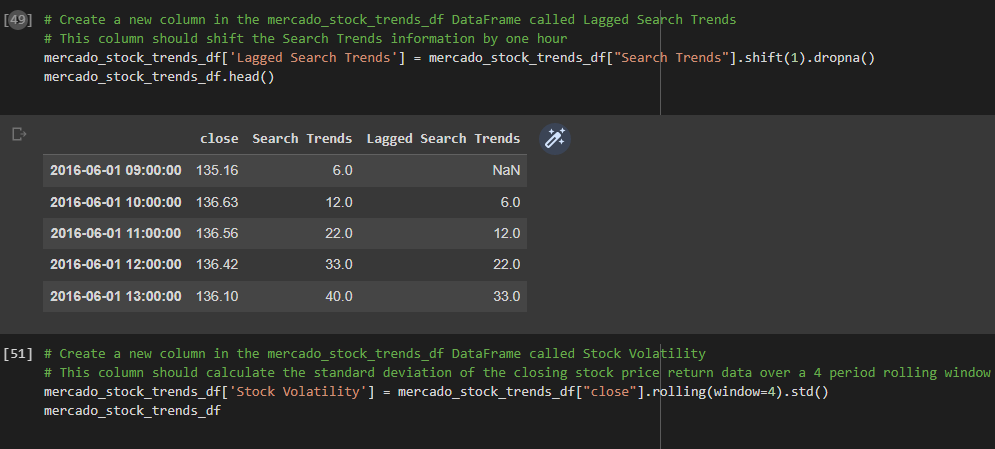 [49] # Create a new column in the mercado_stock_trends_df DataFrame called Lagged Search Trends
# This column should shift the Search Trends information by one hour
mercado_stock_trends_df['Lagged Search Trends'] = mercado_stock_trends_df["Search Trends"].shift(1).dropna()
mercado_stock_trends_df.head()
close Search Trends Lagged Search Trends
2016-06-01 09:00:00 135.16 6.0 NaN
2016-06-01 10:00:00 136.63 12.0 6.0
2016-06-01 11:00:00 136.56 22.0 12.0
2016-06-01 12:00:00 136.42 33.0 22.0
2016-06-01 13:00:00 136.10 40.0 33.0
[51] # Create a new column in the mercado_stock_trends_df DataFrame called Stock Volatility
# This column should calculate the standard deviation of the closing stock price return data over a 4 period rolling window
mercado_stock_trends_df['Stock Volatility'] = mercado_stock_trends_df["close"].rolling(window=4).std()
mercado_stock_trends_df